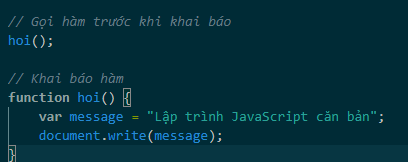 // Gọi hàm trước khi khai báo
hoi();
// Khai báo hàm
function hoi() {
var message = "Lập trình JavaScript căn bản";
document.write(message);
}